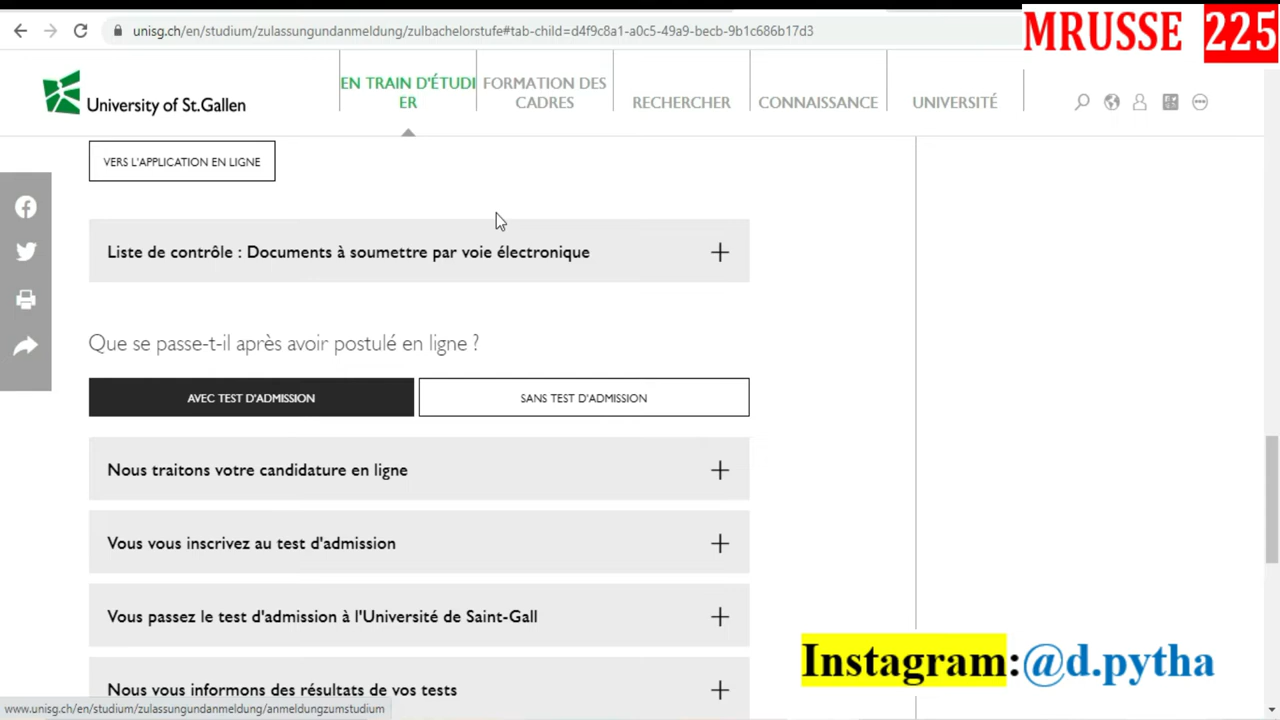 unisg.ch/en/studium/zulassungundanmeldung/zulbachelorstufe#tab-child=d4f9c8a1-a0c5-49a9-becb-9b1c686b17d3
MRUSSE 225
University of St.Gallen
EN TRAIN D'ÉTUDI
ER
FORMATION DES
CADRES
RECHERCHER
CONNAISSANCE
UNIVERSITÉ
VERS L'APPLICATION EN LIGNE
Liste de contrôle : Documents à soumettre par voie électronique
Que se passe-t-il après avoir postulé en ligne ?
AVEC TEST D'ADMISSION
SANS TEST D'ADMISSION
Nous traitons votre candidature en ligne
Vous vous inscrivez au test d'admission
Vous passez le test d'admission à l'Université de Saint-Gall
Nous vous informons des résultats de vos tests
Instagram:@d.pytha
www.unisg.ch/en/studium/zulassungundanmeldung/anmeldungzumstudium